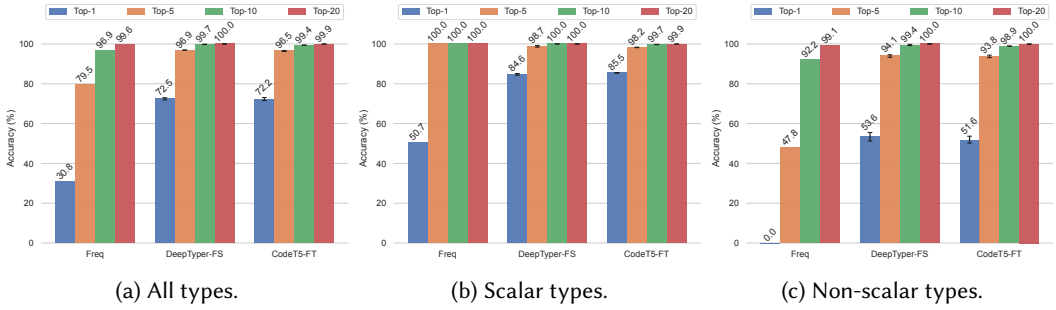 Top-1 Top-5 Top-10 Top-20
Accuracy (%)
100
80
60
40
20
0
30.8 79.5 96.9 99.6
72.5 96.9 99.7 100.0
72.2 96.5 99.4 99.9
Freq DeepTyper-FS CodeT5-FT
(a) All types.
Top-1 Top-5 Top-10 Top-20
Accuracy (%)
100
80
60
40
20
0
50.7 100.0 100.0 100.0
84.6 98.7 100.0 100.0
85.5 98.2 99.7 99.9
Freq DeepTyper-FS CodeT5-FT
(b) Scalar types.
Top-1 Top-5 Top-10 Top-20
Accuracy (%)
100
80
60
40
20
0
0.0 47.8 92.2 99.1
53.6 94.1 99.4 100.0
51.6 93.8 98.9 100.0
Freq DeepTyper-FS CodeT5-FT
(c) Non-scalar types.